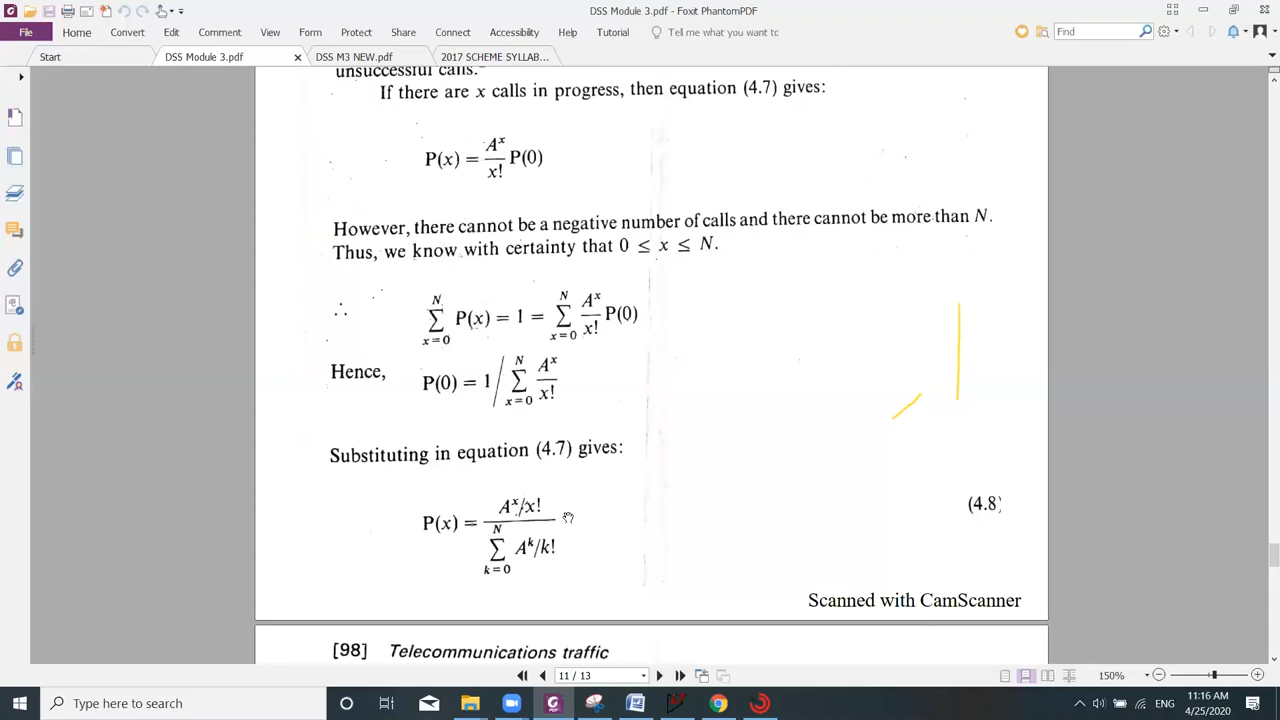 DSS Module 3.pdf - Foxit PhantomPDF
File Home Convert Edit Comment View Form Protect Share Connect Accessibility Help Tutorial Tell me what you want to Find
Start DSS Module 3.pdf DSS M3 NEW.pdf 2017 SCHEME SYLLAB...
unsuccessful calls.
If there are x calls in progress, then equation (4.7) gives:
P(x) = A^x/x! P(0)
However, there cannot be a negative number of calls and there cannot be more than N.
Thus, we know with certainty that 0 ≤ x ≤ N.
∴ N ∑ x=0 P(x) = 1 = N ∑ x=0 A^x/x! P(0)
Hence, P(0) = 1 / N ∑ x=0 A^x/x!
Substituting in equation (4.7) gives:
P(x) = A^x/x! / N ∑ k=0 A^k/k! (4.8)
Scanned with CamScanner
[98] Telecommunications traffic
11 / 13 150%
Type here to search ENG 11:16 AM
4/25/2020